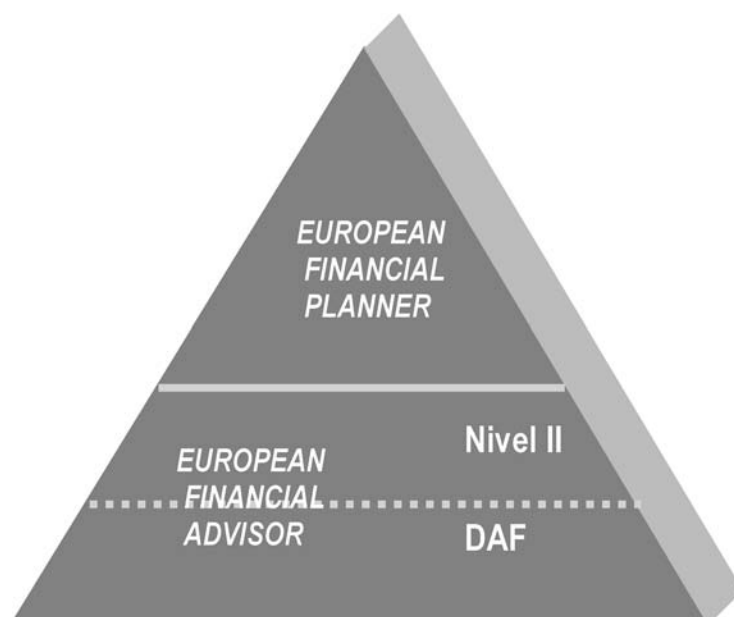 EUROPEAN
FINANCIAL
PLANNER
Nivel II
EUROPEAN
FINANCIAL
ADVISOR
DAF